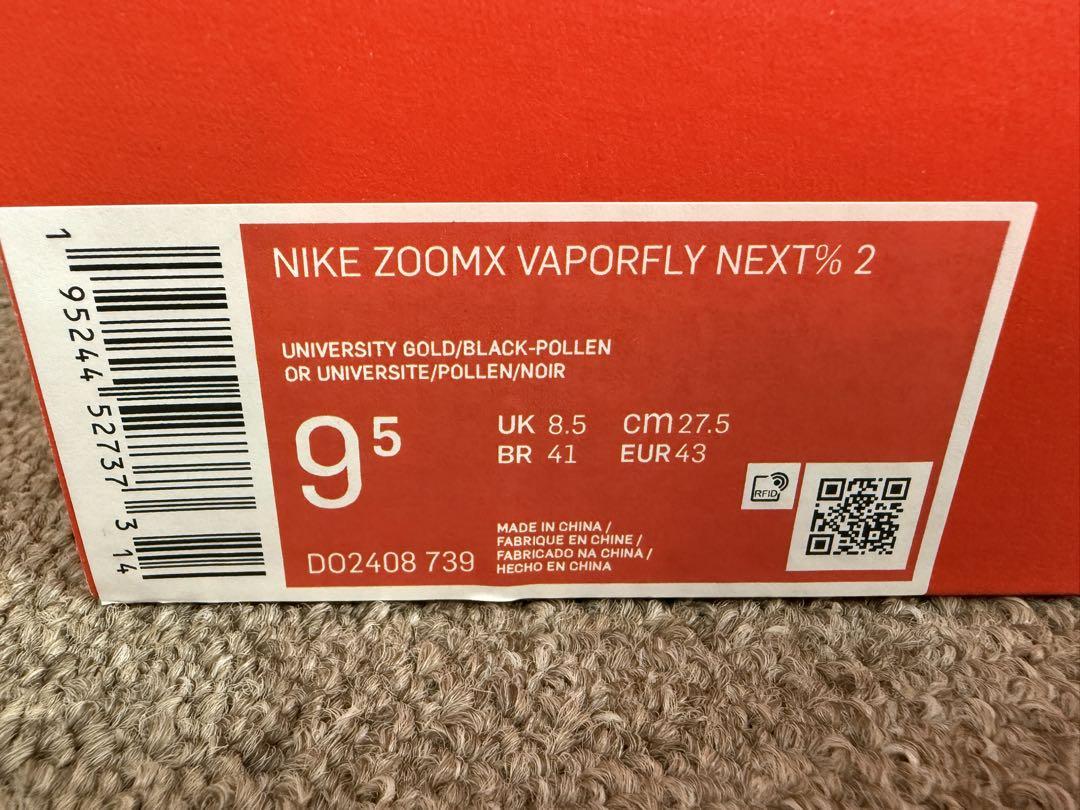 NIKE ZOOMX VAPORFLY NEXT% 2
UNIVERSITY GOLD/BLACK-POLLEN
OR UNIVERSITE/POLLEN/NOIR
9 5
UK 8.5 cm 27.5
BR 41 EUR 43
RFID
MADE IN CHINA /
FABRIQUE EN CHINE /
FABRICADO NA CHINA /
HECHO EN CHINA
DO2408 739
1 95244 52737 3 14